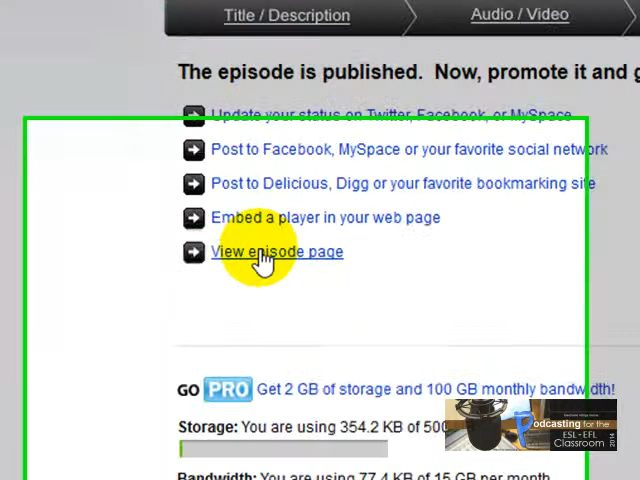 Title / Description
Audio / Video
The episode is published. Now, promote it and g
Update your status on Twitter, Facebook, or MySpace
Post to Facebook, MySpace or your favorite social network
Post to Delicious, Digg or your favorite bookmarking site
Embed a player in your web page
View episode page
GO PRO Get 2 GB of storage and 100 GB monthly bandwidth!
Storage: You are using 354.2 KB of 500
Podcasting for the
ESL-EFL
Classroom
2014
Bandwidth: You are using 77.4 KB of 15 GB per month